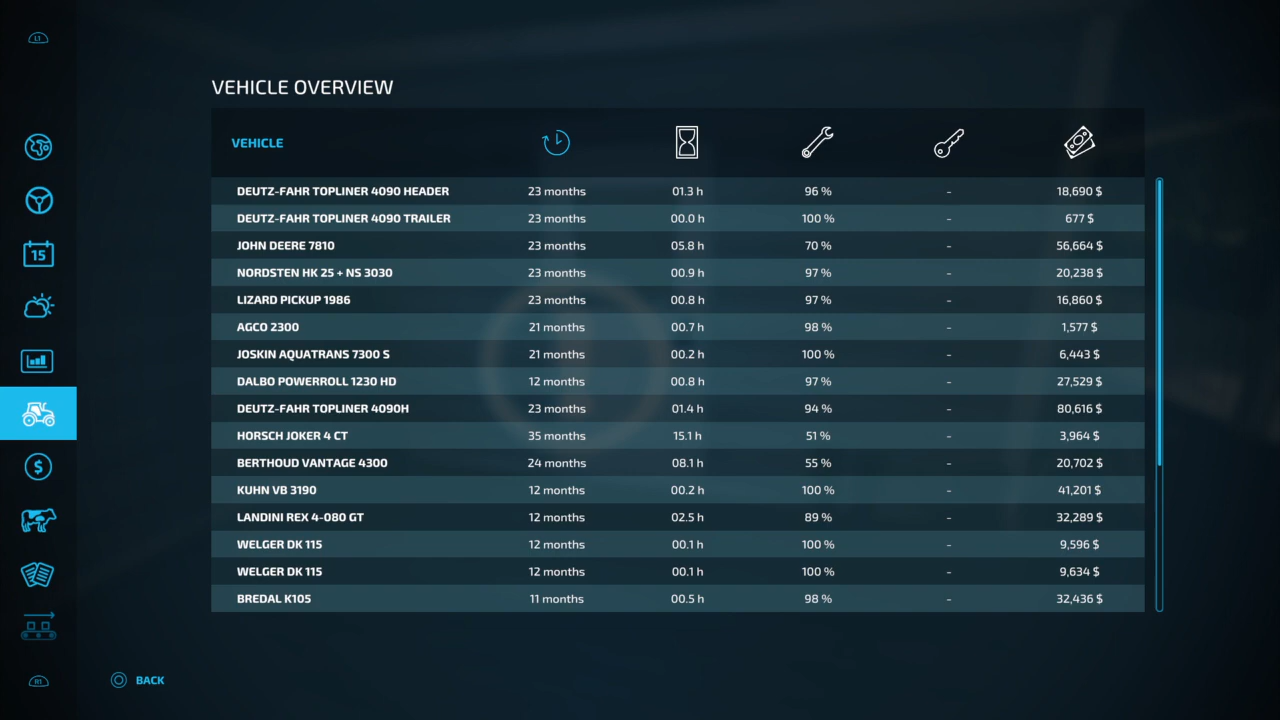 L1
VEHICLE OVERVIEW
VEHICLE
DEUTZ-FAHR TOPLINER 4090 HEADER 23 months 01.3 h 96 % - 18,690 $
DEUTZ-FAHR TOPLINER 4090 TRAILER 23 months 00.0 h 100 % - 677 $
JOHN DEERE 7810 23 months 05.8 h 70 % - 56,664 $
NORDSTEN HK 25 + NS 3030 23 months 00.9 h 97 % - 20,238 $
LIZARD PICKUP 1986 23 months 00.8 h 97 % - 16,860 $
AGCO 2300 21 months 00.7 h 98 % - 1,577 $
JOSKIN AQUATRANS 7300 S 21 months 00.2 h 100 % - 6,443 $
DALBO POWERROLL 1230 HD 12 months 00.8 h 97 % - 27,529 $
DEUTZ-FAHR TOPLINER 4090H 23 months 01.4 h 94 % - 80,616 $
HORSCH JOKER 4 CT 35 months 15.1 h 51 % - 3,964 $
BERTHOUD VANTAGE 4300 24 months 08.1 h 55 % - 20,702 $
KUHN VB 3190 12 months 00.2 h 100 % - 41,201 $
LANDINI REX 4-080 GT 12 months 02.5 h 89 % - 32,289 $
WELGER DK 115 12 months 00.1 h 100 % - 9,596 $
WELGER DK 115 12 months 00.1 h 100 % - 9,634 $
BREDAL K105 11 months 00.5 h 98 % - 32,436 $
15
$
R1
BACK